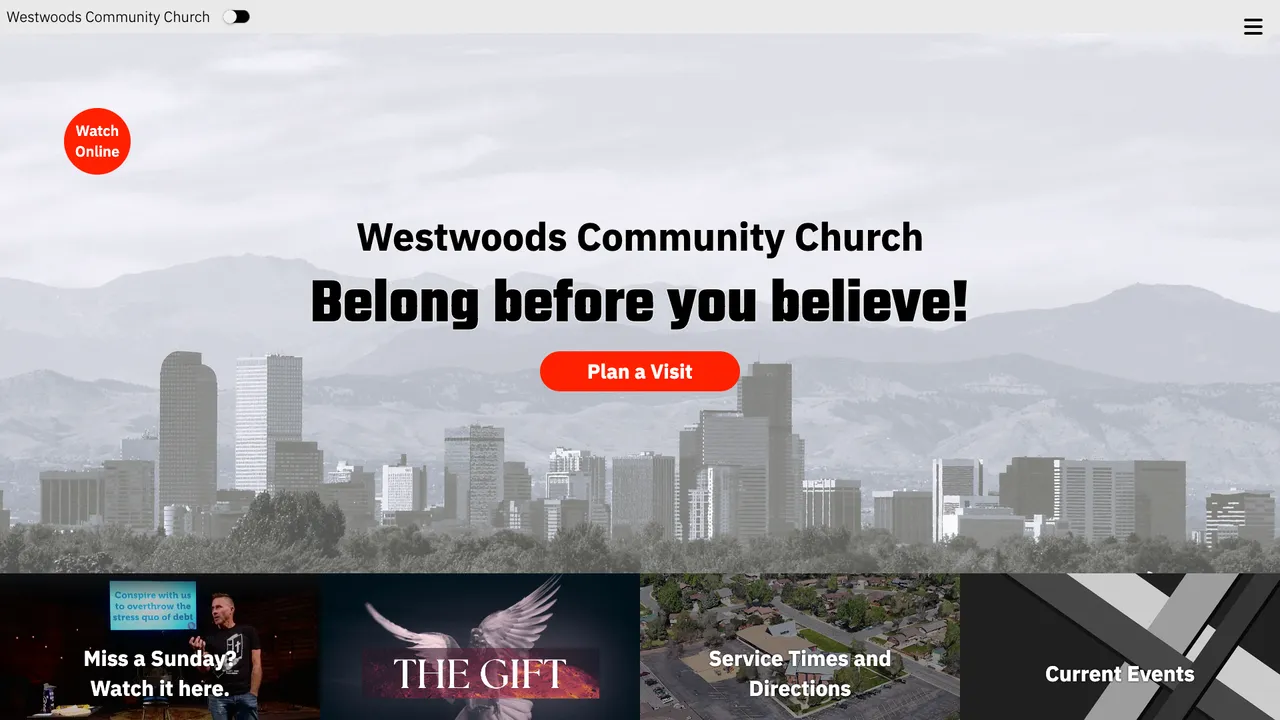 Westwoods Community Church
Watch
Online
Westwoods Community Church
Belong before you believe!
Plan a Visit
Conspire with us
to overthrow the
stress quo of debt
Miss a Sunday?
Watch it here.
THE GIFT
Service Times and
Directions
Current Events